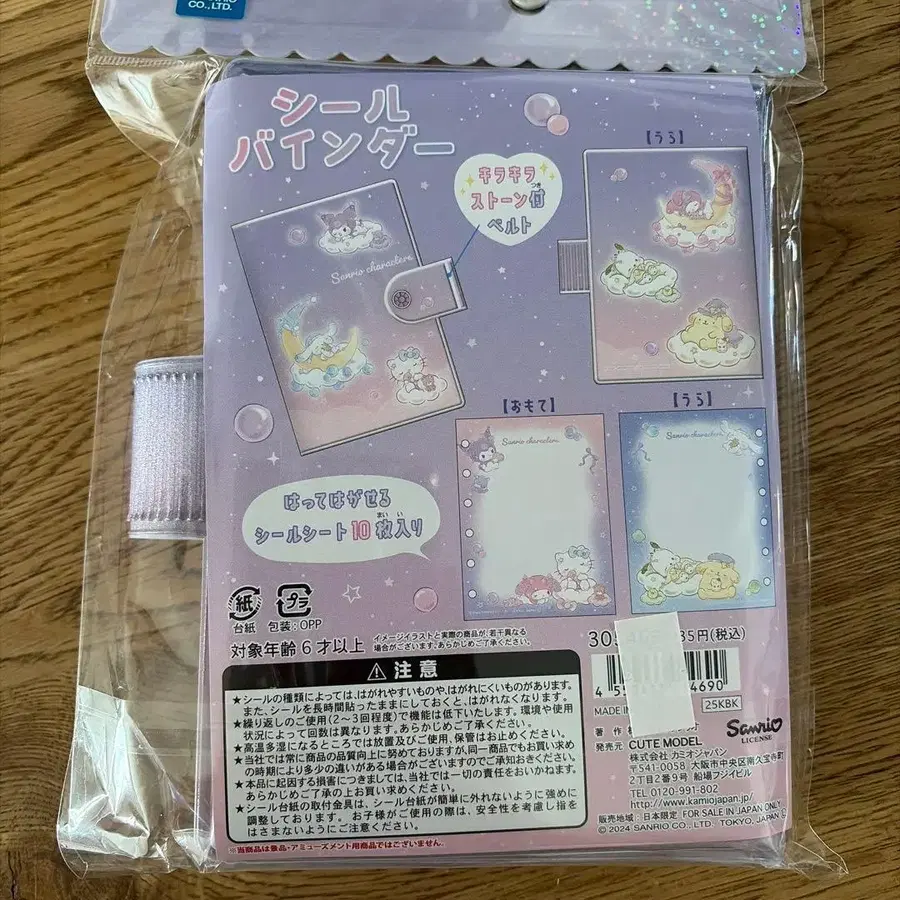 CO.,LTD.
シール
バインダー
キラキラ
ストーン付
つき
ベルト
【うら】
Sanrio characters
【おもて】
【うら】
Sanrio characters
Sanrio characters
はってはがせる
シールシート10枚入り
まい い
紙
プラ
台紙 包装:OPP
対象年齢6才以上
イメージイラストと実際の商品が、若干異なる
場合がございます。あらかじめご了承ください。
35円(税込)
4690
MADE IN
25KBK
注意
★シールの種類によっては、はがれやすいものや、はがれにくいものがあります。
また、シールを長時間貼ったままにしておくと、はがれなくなります。
★繰り返しのご使用(2〜3回程度)で機能は低下いたします。環境や使用
状況によって回数は異なります。あらかじめご了承ください。
★高温多湿になるところでは放置及びご使用、保管はお止めください。
★当社では常に商品の品質向上に努めておりますが、同一商品でもお買い求め
の時期により多少の違いがある場合がございますのでご承知おきください。
★本品に起因する損害につきましては、当社では一切の責任をおいかねます。
あらかじめご了承の上お買い求めください。
★シール台紙の取付金具は、シール台紙が簡単に外れないように強めに
調整しております。お子様がご使用の際は、安全性を考慮し指を
はさまないようにご注意ください。
※当商品は景品・アミューズメント用商品ではございません。
著 作
Sanrio
LICENSE
発売元 CUTE MODEL
株式会社 カミオジャパン
〒541-0058 大阪市中央区南久宝寺町
2丁目2番9号 船場フジイビル
TEL 0120-991-802
http://www.kamiojapan.jp/
販売地域:日本限定 FOR SALE IN JAPAN ONLY
© 2024 SANRIO CO., LTD. TOKYO, JAPAN